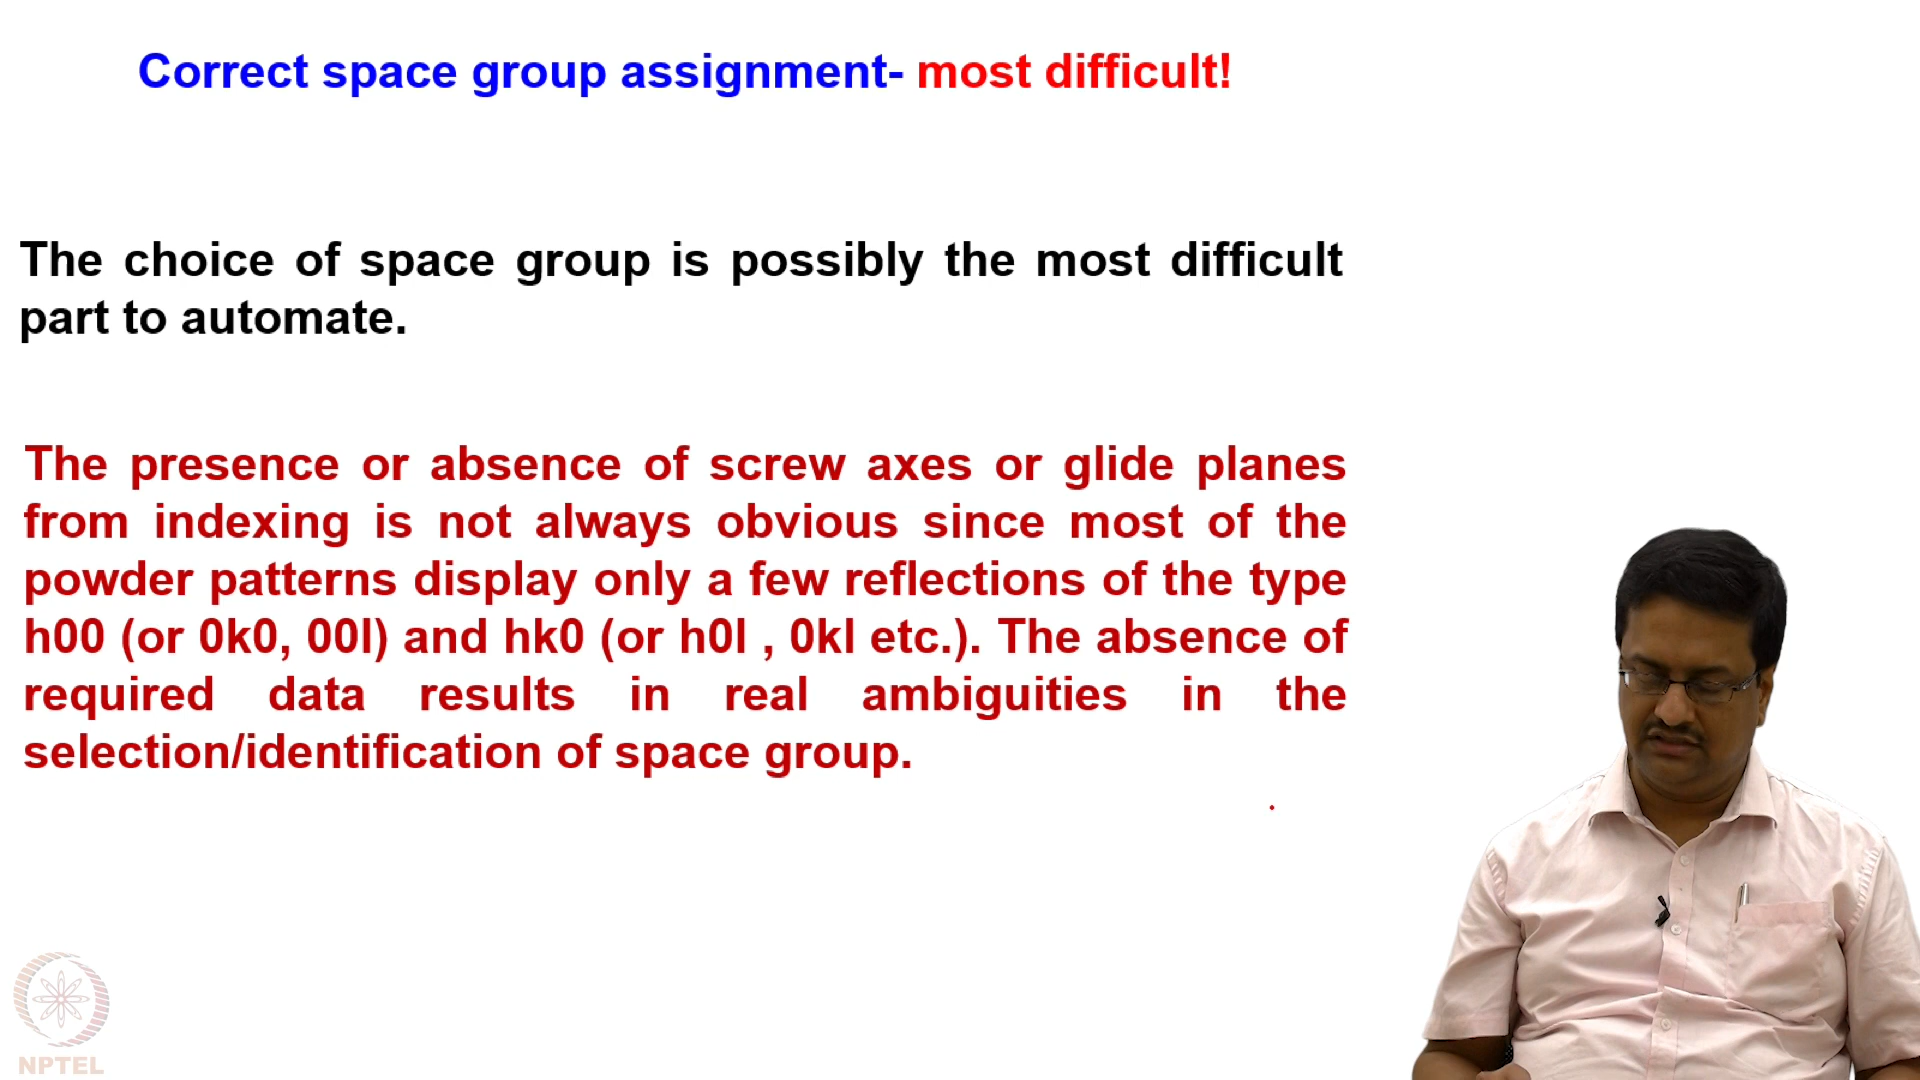 Correct space group assignment- most difficult!
The choice of space group is possibly the most difficult
part to automate.
The presence or absence of screw axes or glide planes
from indexing is not always obvious since most of the
powder patterns display only a few reflections of the type
h00 (or 0k0, 00l) and hk0 (or h0l , 0kl etc.). The absence of
required data results in real ambiguities in the
selection/identification of space group.
NPTEL